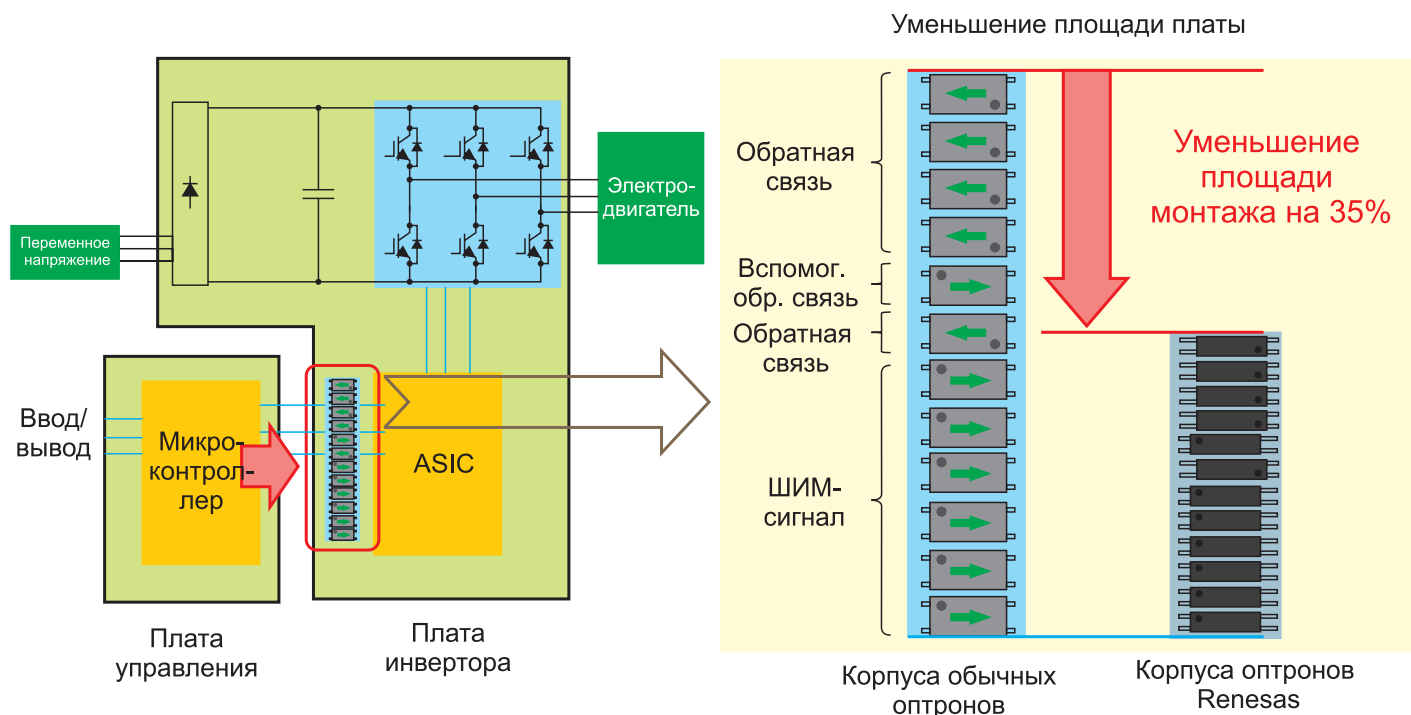 Уменьшение площади платы
Уменьшение
площади
монтажа на 35%
Обратная
связь
Вспомог.
обр. связь
Обратная
связь
ШИМ-
сигнал
Корпуса обычных
оптронов
Корпуса оптронов
Renesas
Электро-
двигатель
Переменное
напряжение
Ввод/
вывод
Микро-
контрол-
лер
ASIC
Плата
управления
Плата
инвертора